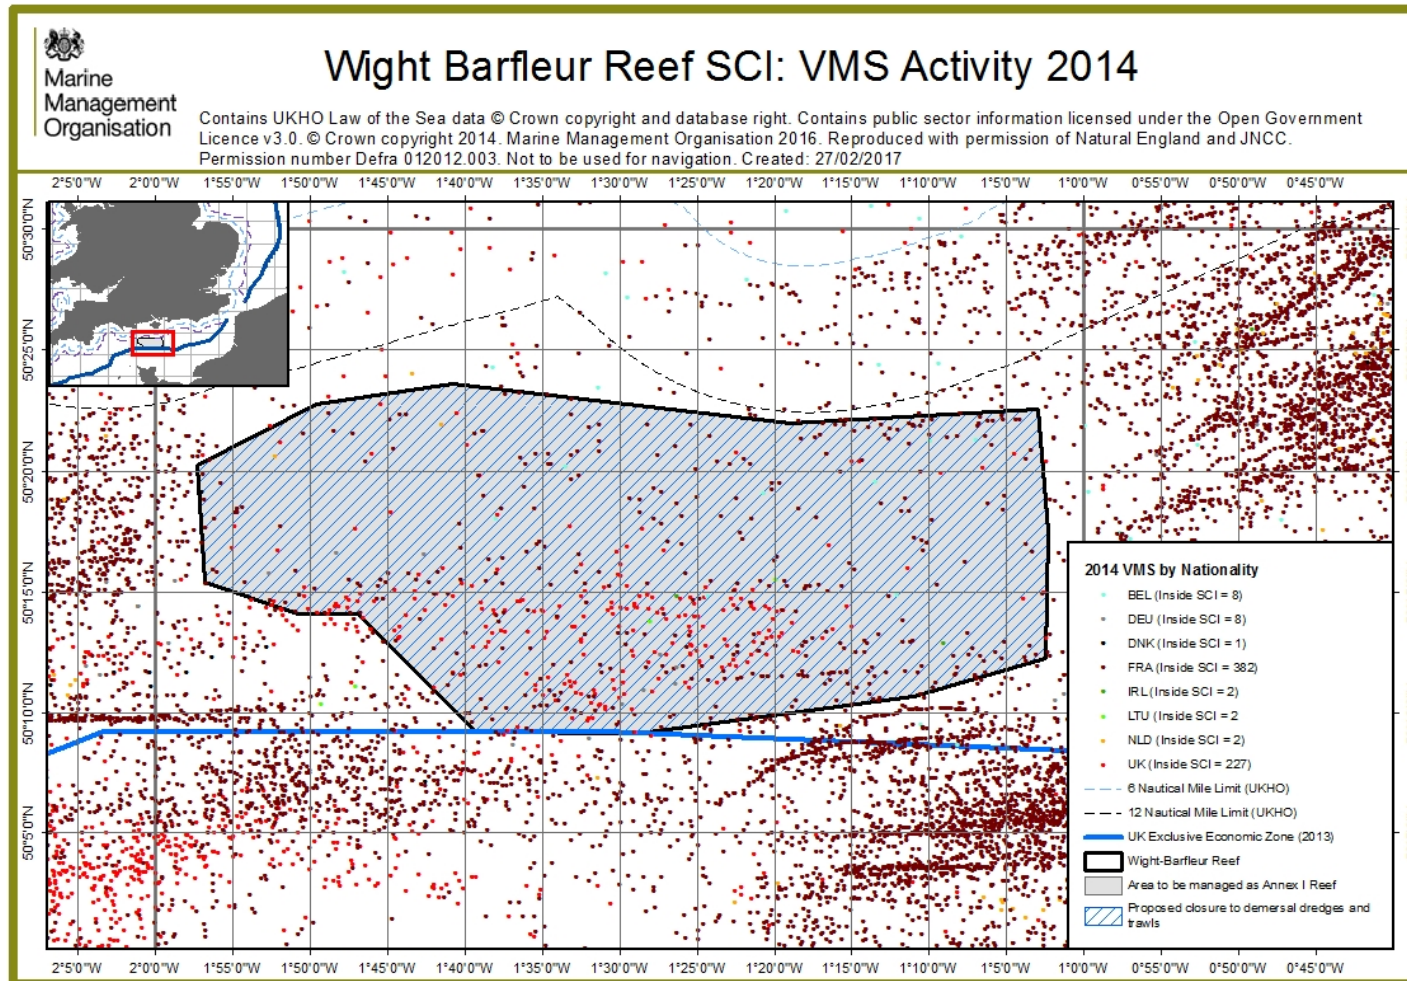 Marine
Management
Organisation
Wight Barfleur Reef SCI: VMS Activity 2014
Contains UKHO Law of the Sea data © Crown copyright and database right. Contains public sector information licensed under the Open Government
Licence v3.0. © Crown copyright 2014. Marine Management Organisation 2016. Reproduced with permission of Natural England and JNCC.
Permission number Defra 012012.003. Not to be used for navigation. Created: 27/02/2017
2°5'0"W 2°0'0"W 1°55'0"W 1°50'0"W 1°45'0"W 1°40'0"W 1°35'0"W 1°30'0"W 1°25'0"W 1°20'0"W 1°15'0"W 1°10'0"W 1°5'0"W 1°0'0"W 0°55'0"W 0°50'0"W 0°45'0"W
50°30'0"N
50°25'0"N
50°20'0"N
50°15'0"N
50°10'0"N
50°5'0"N
2014 VMS by Nationality
BEL (Inside SCI = 8)
DEU (Inside SCI = 8)
DNK (Inside SCI = 1)
FRA (Inside SCI = 382)
IRL (Inside SCI = 2)
LTU (Inside SCI = 2
NLD (Inside SCI = 2)
UK (Inside SCI = 227)
6 Nautical Mile Limit (UKHO)
12 Nautical Mile Limit (UKHO)
UK Exclusive Economic Zone (2013)
Wight-Barfleur Reef
Area to be managed as Annex I Reef
Proposed closure to demersal dredges and
trawls
2°5'0"W 2°0'0"W 1°55'0"W 1°50'0"W 1°45'0"W 1°40'0"W 1°35'0"W 1°30'0"W 1°25'0"W 1°20'0"W 1°15'0"W 1°10'0"W 1°5'0"W 1°0'0"W 0°55'0"W 0°50'0"W 0°45'0"W